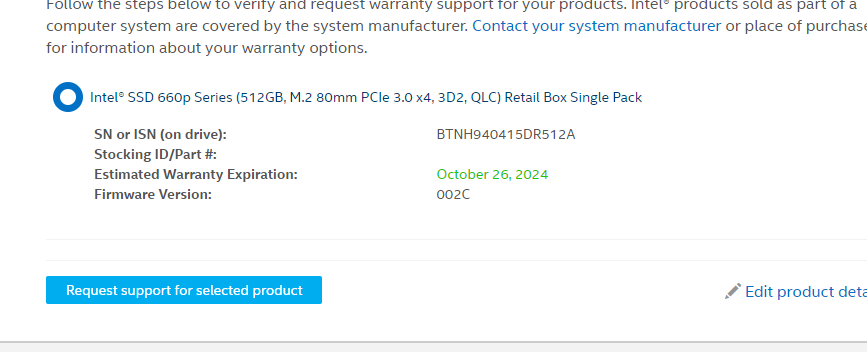 Follow the steps below to verify and request warranty support for your products. Intel® products sold as part of a
computer system are covered by the system manufacturer. Contact your system manufacturer or place of purchase
for information about your warranty options.
Intel® SSD 660p Series (512GB, M.2 80mm PCIe 3.0 x4, 3D2, QLC) Retail Box Single Pack
SN or ISN (on drive): BTNH940415DR512A
Stocking ID/Part #:
Estimated Warranty Expiration: October 26, 2024
Firmware Version: 002C
Request support for selected product
Edit product deta